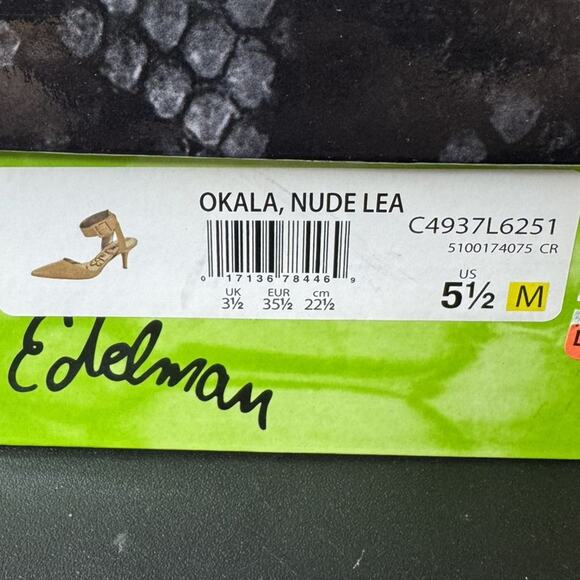 OKALA, NUDE LEA
C4937L6251
5100174075 CR
0 17136 78446 9
UK EUR cm
3½ 35½ 22½
US
5½ M
Edelman